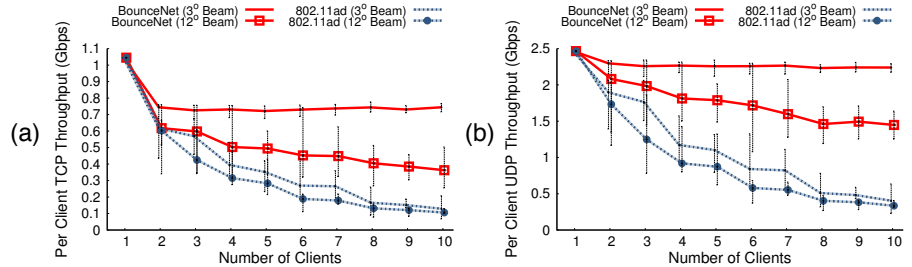 BounceNet (3° Beam)
BounceNet (12° Beam)
802.11ad (3° Beam)
802.11ad (12° Beam)
(a)
Per Client TCP Throughput (Gbps)
1.1
1
0.9
0.8
0.7
0.6
0.5
0.4
0.3
0.2
0.1
0
1 2 3 4 5 6 7 8 9 10
Number of Clients
BounceNet (3° Beam)
BounceNet (12° Beam)
802.11ad (3° Beam)
802.11ad (12° Beam)
(b)
Per Client UDP Throughput (Gbps)
2.5
2
1.5
1
0.5
0
1 2 3 4 5 6 7 8 9 10
Number of Clients